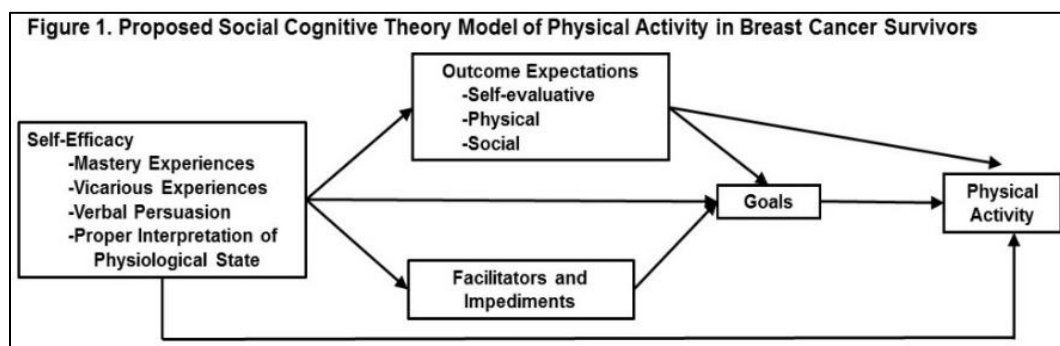 Figure 1. Proposed Social Cognitive Theory Model of Physical Activity in Breast Cancer Survivors
Outcome Expectations
-Self-evaluative
-Physical
-Social
Self-Efficacy
-Mastery Experiences
-Vicarious Experiences
-Verbal Persuasion
-Proper Interpretation of
Physiological State
Goals
Physical
Activity
Facilitators and
Impediments